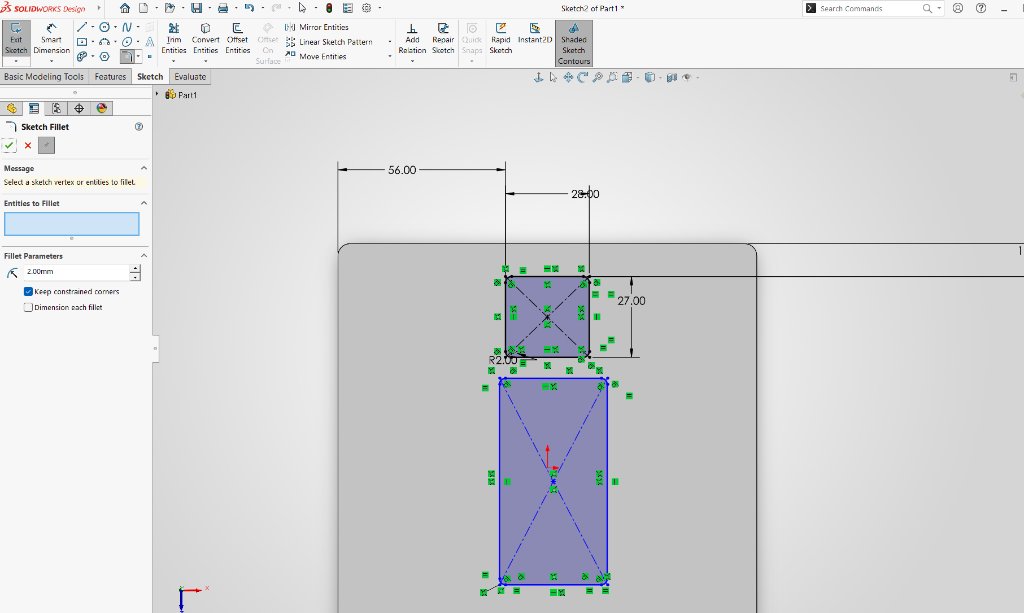 SOLIDWORKS Design
Sketch2 of Part1 *
Search Commands
Exit Sketch
Smart Dimension
Trim Entities
Convert Entities
Offset Entities
Offset On Surface
Mirror Entities
Linear Sketch Pattern
Move Entities
Add Relation
Repair Sketch
Quick Snaps
Rapid Sketch
Instant2D
Shaded Sketch Contours
Basic Modeling Tools
Features
Sketch
Evaluate
Part1
Sketch Fillet
Message
Select a sketch vertex or entities to fillet.
Entities to Fillet
Fillet Parameters
2.00mm
Keep constrained corners
Dimension each fillet
56.00
28.00
1
27.00
R2.00
x